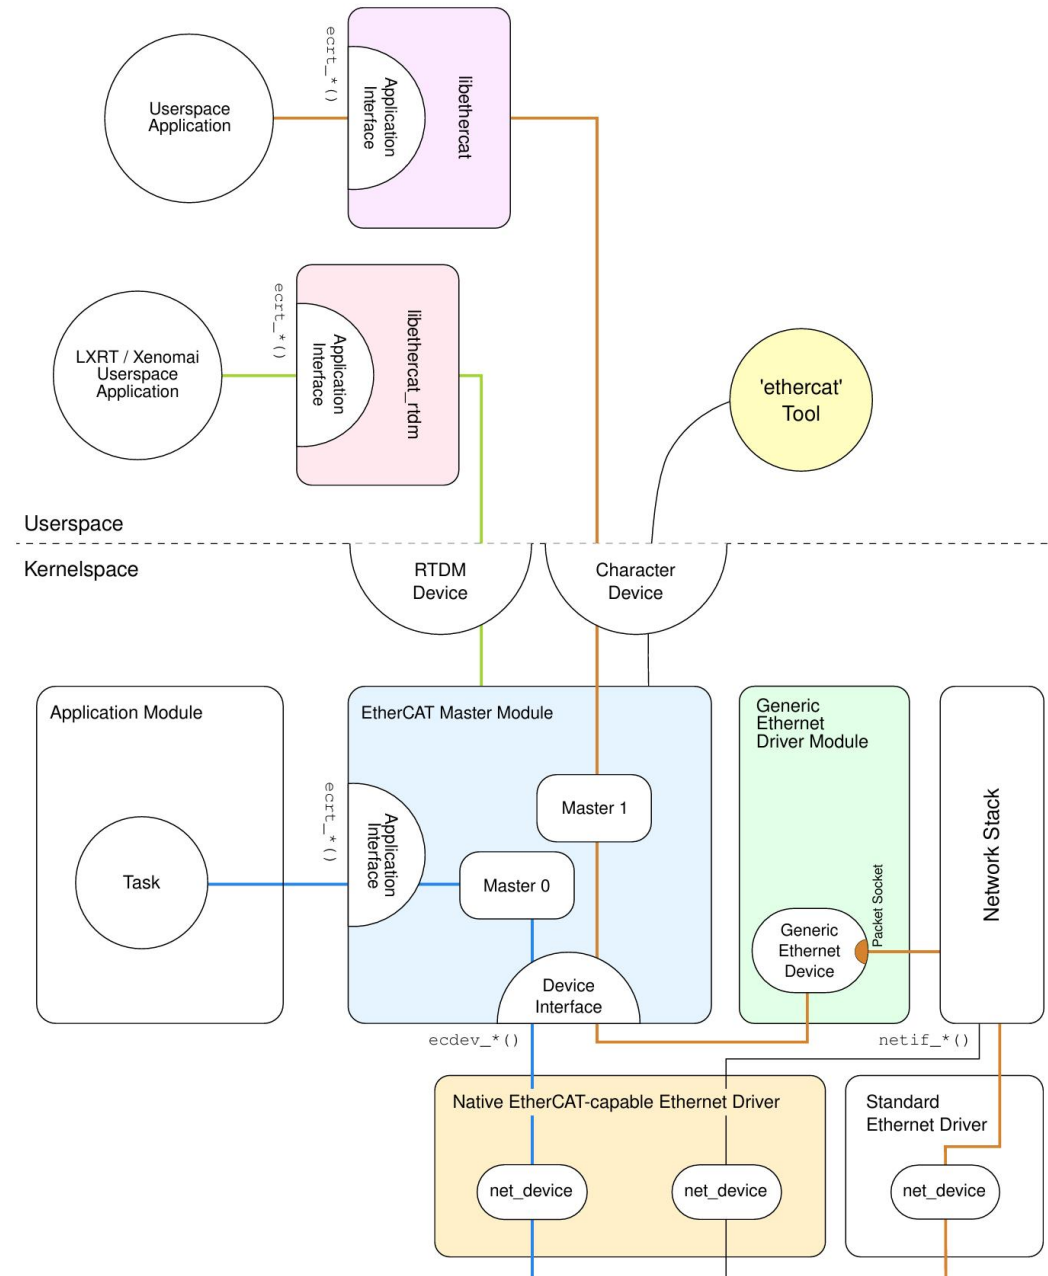 ecrt_*()
Userspace
Application
Application
Interface
libethercat
ecrt_*()
LXRT / Xenomai
Userspace
Application
Application
Interface
libethercat_rtdm
'ethercat'
Tool
Userspace
Kernelspace
RTDM
Device
Character
Device
Application Module
EtherCAT Master Module
Generic
Ethernet
Driver Module
ecrt_*()
Application
Interface
Master 1
Network Stack
Task
Master 0
Packet Socket
Generic
Ethernet
Device
Device
Interface
ecdev_*()
netif_*()
Native EtherCAT-capable Ethernet Driver
Standard
Ethernet Driver
net_device
net_device
net_device